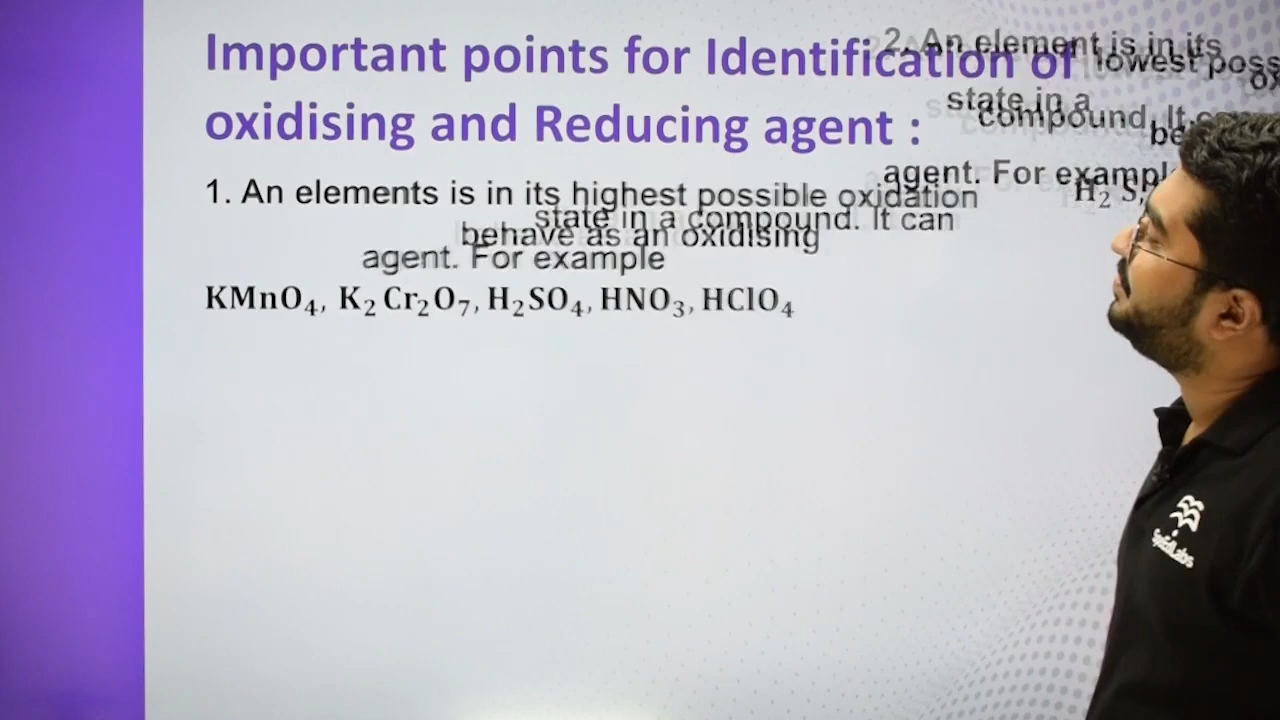 Important points for Identification of
oxidising and Reducing agent :
1. An elements is in its highest possible oxidation
state in a compound. It can
behave as an oxidising
agent. For example
KMnO₄, K₂Cr₂O₇, H₂SO₄, HNO₃, HClO₄
2. An element is in its
lowest
state in a
compound. It
be
agent. For
H₂S,